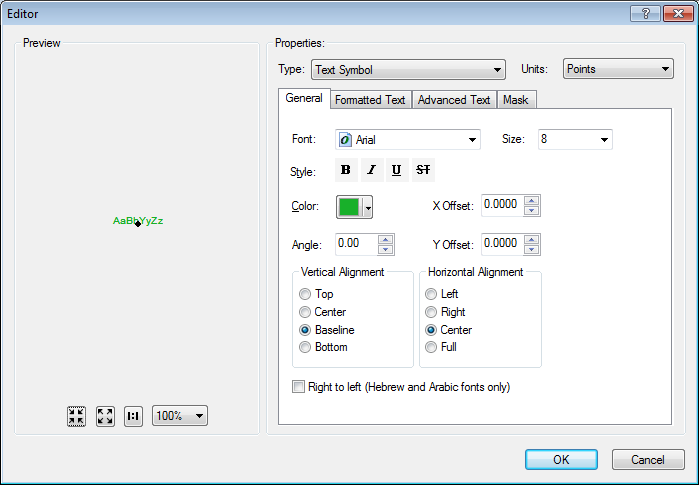 Editor
Preview
AaBbYyZz
1:1
100%
Properties:
Type: Text Symbol Units: Points
General Formatted Text Advanced Text Mask
Font: Arial Size: 8
Style: B I U ST
Color: X Offset: 0.0000
Angle: 0.00 Y Offset: 0.0000
Vertical Alignment Horizontal Alignment
Top Left
Center Right
Baseline Center
Bottom Full
Right to left (Hebrew and Arabic fonts only)
OK Cancel